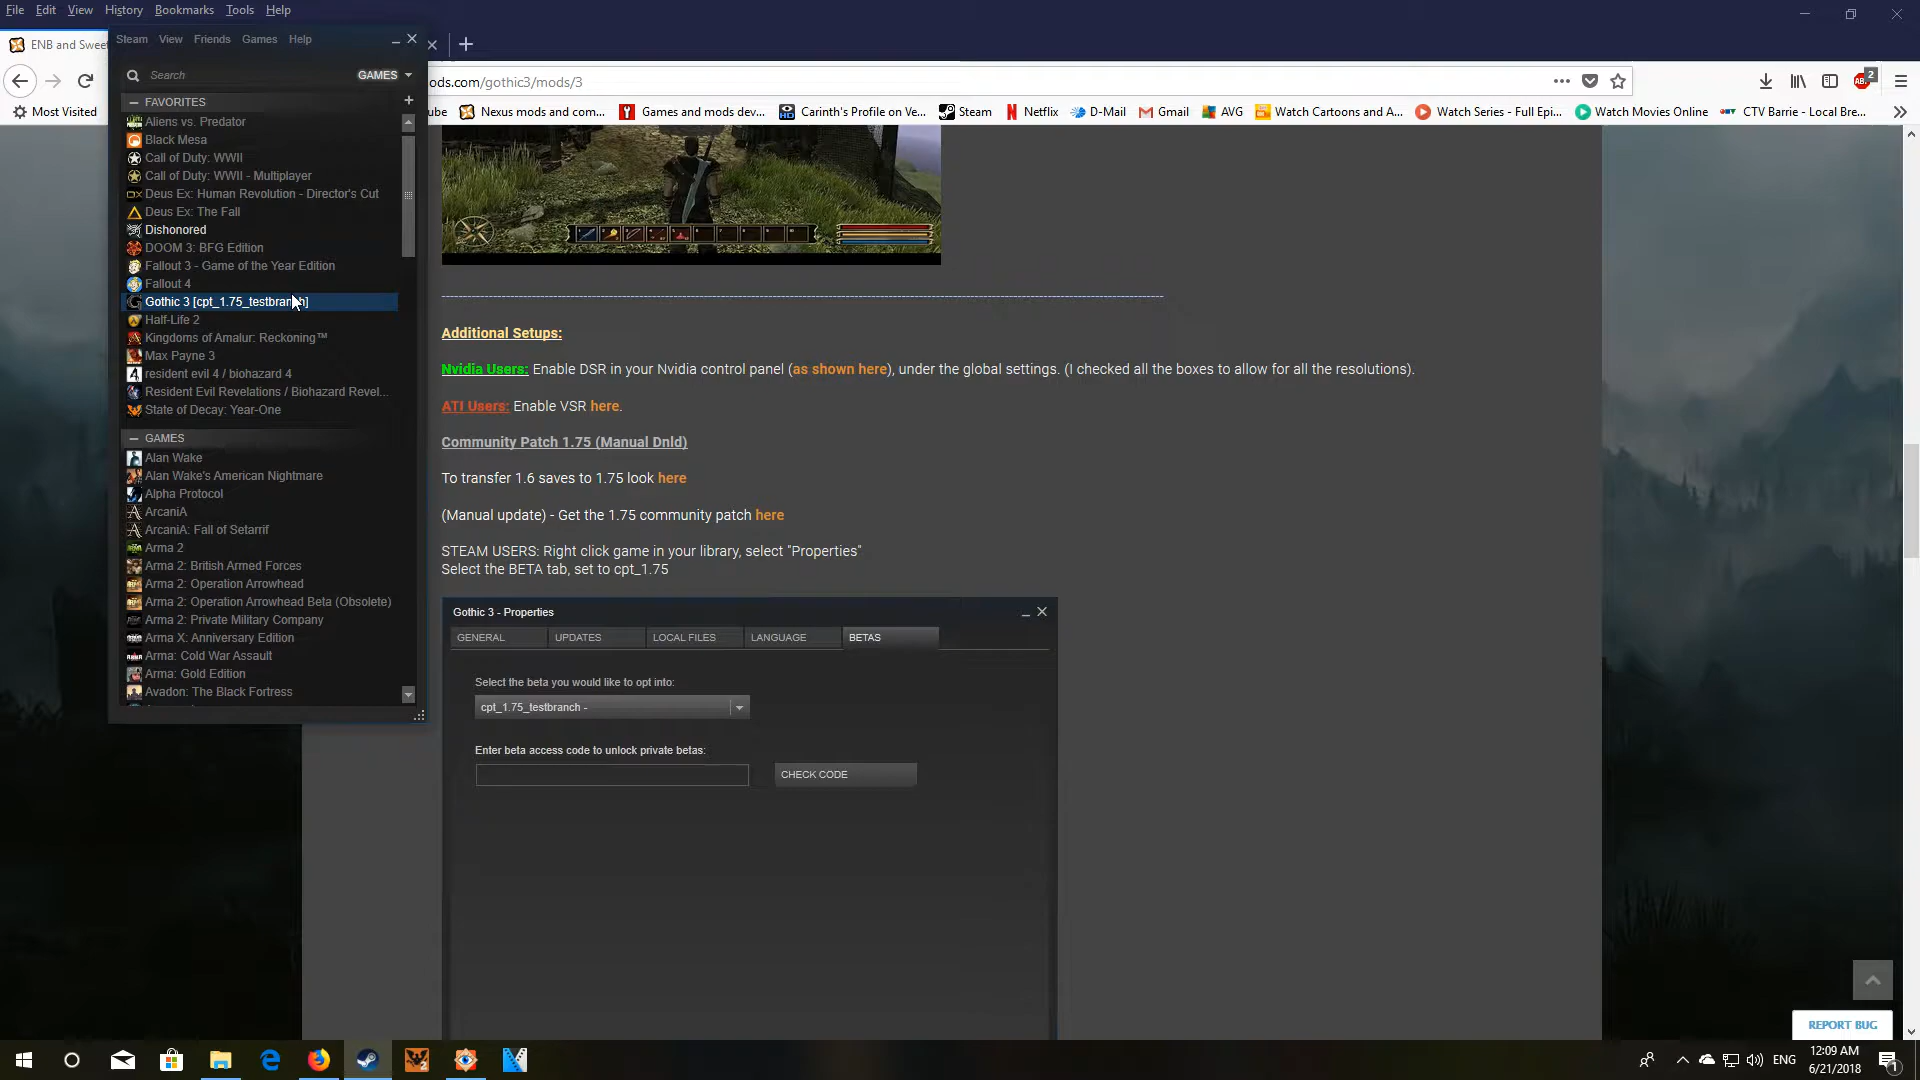 File Edit View History Bookmarks Tools Help
ENB and Sweet
ods.com/gothic3/mods/3
2
Most Visited
ube
Nexus mods and com...
Games and mods dev...
Carinth's Profile on Ve...
Steam
Netflix
D-Mail
Gmail
AVG
Watch Cartoons and A...
Watch Series - Full Epi...
Watch Movies Online
CTV Barrie - Local Bre...
Steam View Friends Games Help
Search GAMES
FAVORITES
Aliens vs. Predator
Black Mesa
Call of Duty: WWII
Call of Duty: WWII - Multiplayer
Deus Ex: Human Revolution - Director's Cut
Deus Ex: The Fall
Dishonored
DOOM 3: BFG Edition
Fallout 3 - Game of the Year Edition
Fallout 4
Gothic 3 [cpt_1.75_testbranch]
Half-Life 2
Kingdoms of Amalur: Reckoning™
Max Payne 3
resident evil 4 / biohazard 4
Resident Evil Revelations / Biohazard Revel...
State of Decay: Year-One
GAMES
Alan Wake
Alan Wake's American Nightmare
Alpha Protocol
ArcaniA
ArcaniA: Fall of Setarrif
Arma 2
Arma 2: British Armed Forces
Arma 2: Operation Arrowhead
Arma 2: Operation Arrowhead Beta (Obsolete)
Arma 2: Private Military Company
Arma X: Anniversary Edition
Arma: Cold War Assault
Arma: Gold Edition
Avadon: The Black Fortress
Additional Setups:
Nvidia Users: Enable DSR in your Nvidia control panel (as shown here), under the global settings. (I checked all the boxes to allow for all the resolutions).
ATI Users: Enable VSR here.
Community Patch 1.75 (Manual Dnld)
To transfer 1.6 saves to 1.75 look here
(Manual update) - Get the 1.75 community patch here
STEAM USERS: Right click game in your library, select "Properties"
Select the BETA tab, set to cpt_1.75
Gothic 3 - Properties
GENERAL UPDATES LOCAL FILES LANGUAGE BETAS
Select the beta you would like to opt into:
cpt_1.75_testbranch -
Enter beta access code to unlock private betas:
CHECK CODE
REPORT BUG
ENG
12:09 AM
6/21/2018
1